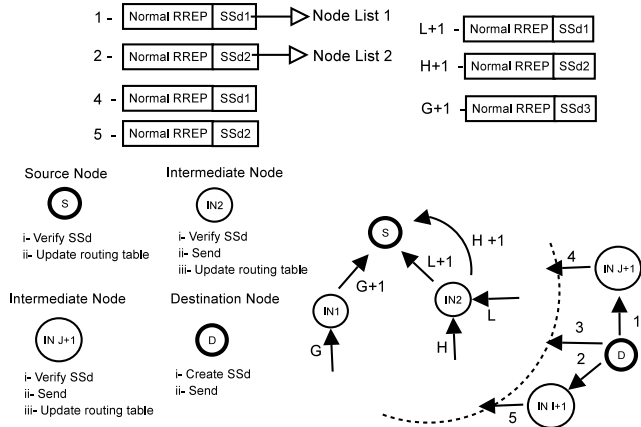 1 - Normal RREP SSd1 Node List 1
2 - Normal RREP SSd2 Node List 2
4 - Normal RREP SSd1
5 - Normal RREP SSd2
L+1 - Normal RREP SSd1
H+1 - Normal RREP SSd2
G+1 - Normal RREP SSd3
Source Node
S
i- Verify SSd
ii- Update routing table
Intermediate Node
IN2
i- Verify SSd
ii- Send
iii- Update routing table
Intermediate Node
IN J+1
i- Verify SSd
ii- Send
iii- Update routing table
Destination Node
D
i- Create SSd
ii- Send
S
H +1
L+1
G+1
IN1
IN2
L
G
H
4
IN J+1
3
1
D
2
5
IN I+1